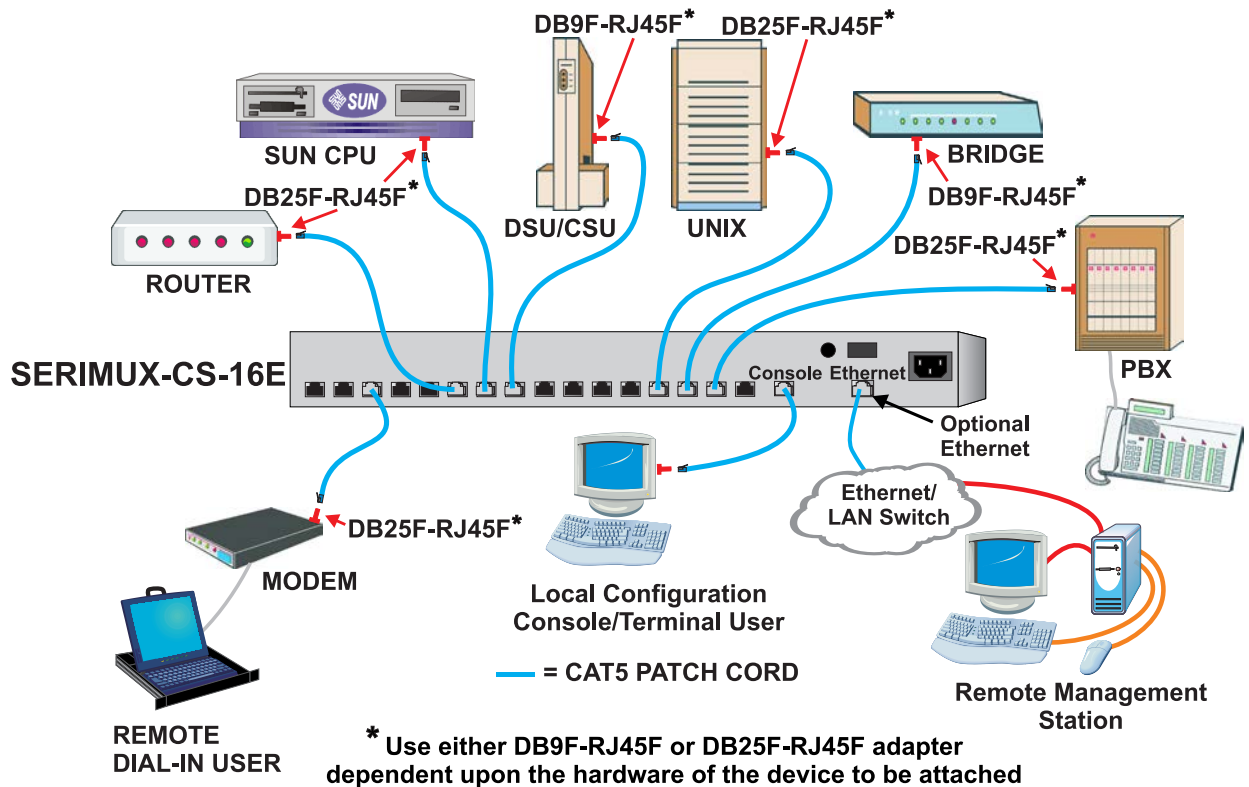 DB9F-RJ45F*
DB25F-RJ45F*
SUN
SUN CPU
BRIDGE
DB25F-RJ45F*
DB9F-RJ45F*
DSU/CSU
UNIX
DB25F-RJ45F*
ROUTER
SERIMUX-CS-16E
Console Ethernet
PBX
Optional
Ethernet
Ethernet/
LAN Switch
DB25F-RJ45F*
MODEM
Local Configuration
Console/Terminal User
= CAT5 PATCH CORD
Remote Management
Station
REMOTE
DIAL-IN USER
* Use either DB9F-RJ45F or DB25F-RJ45F adapter
dependent upon the hardware of the device to be attached